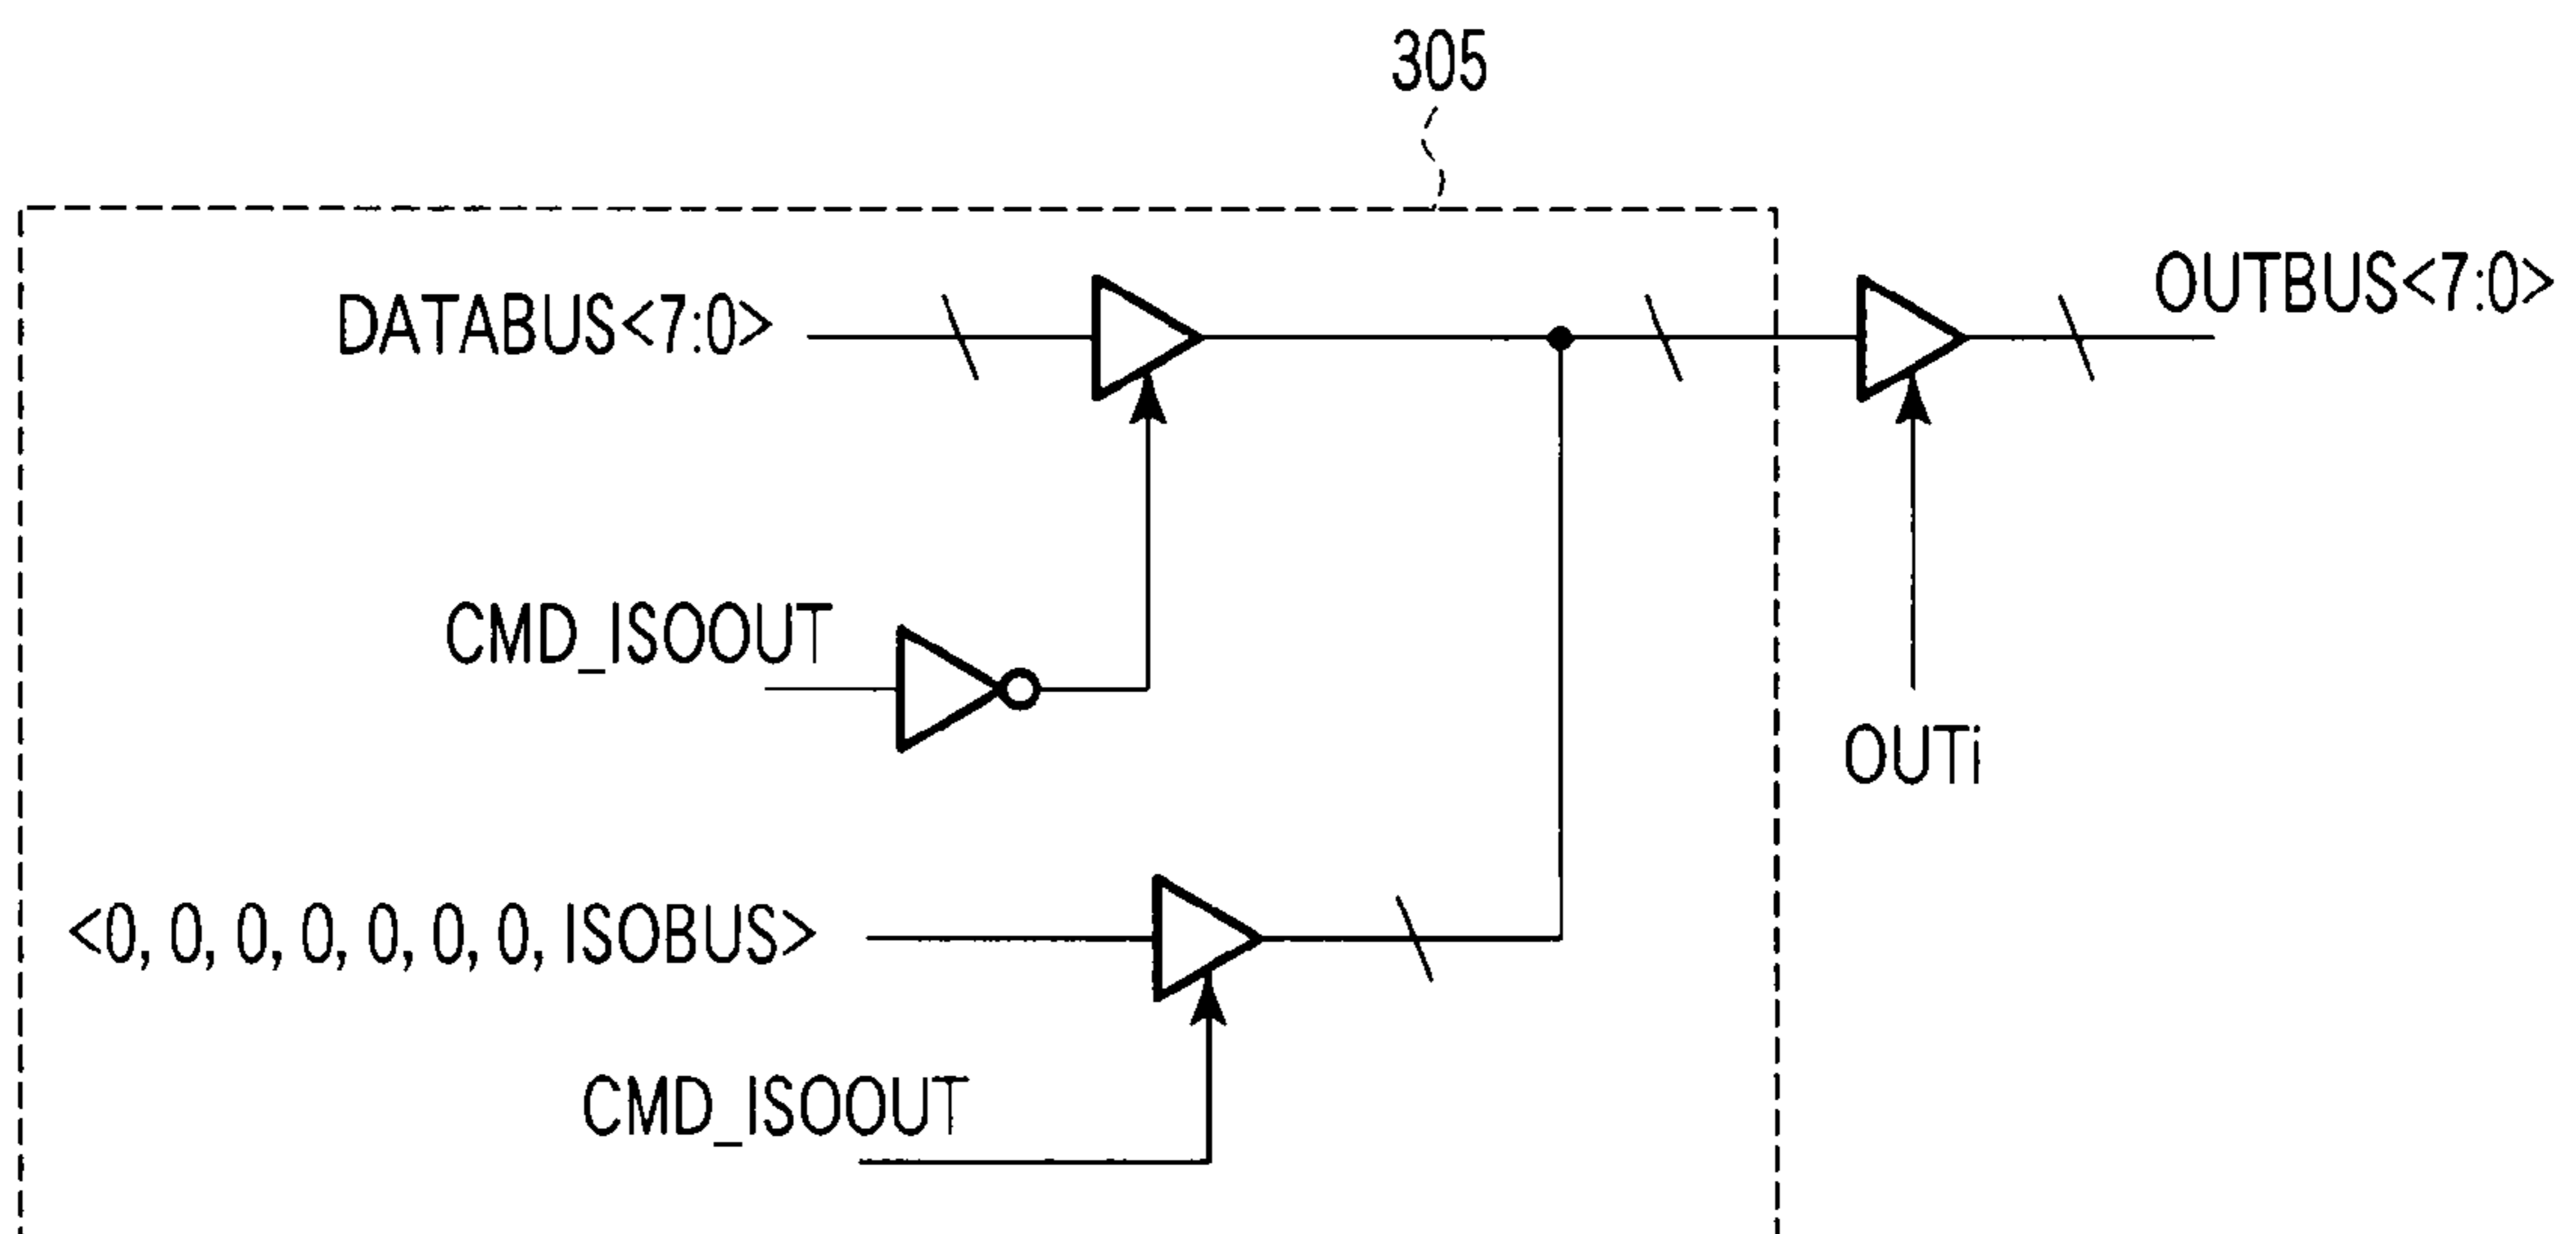 305
OUTBUS<7:0>
DATABUS<7:0>
CMD_ISOOUT
OUTi
<0, 0, 0, 0, 0, 0, 0, ISOBUS>
CMD_ISOOUT